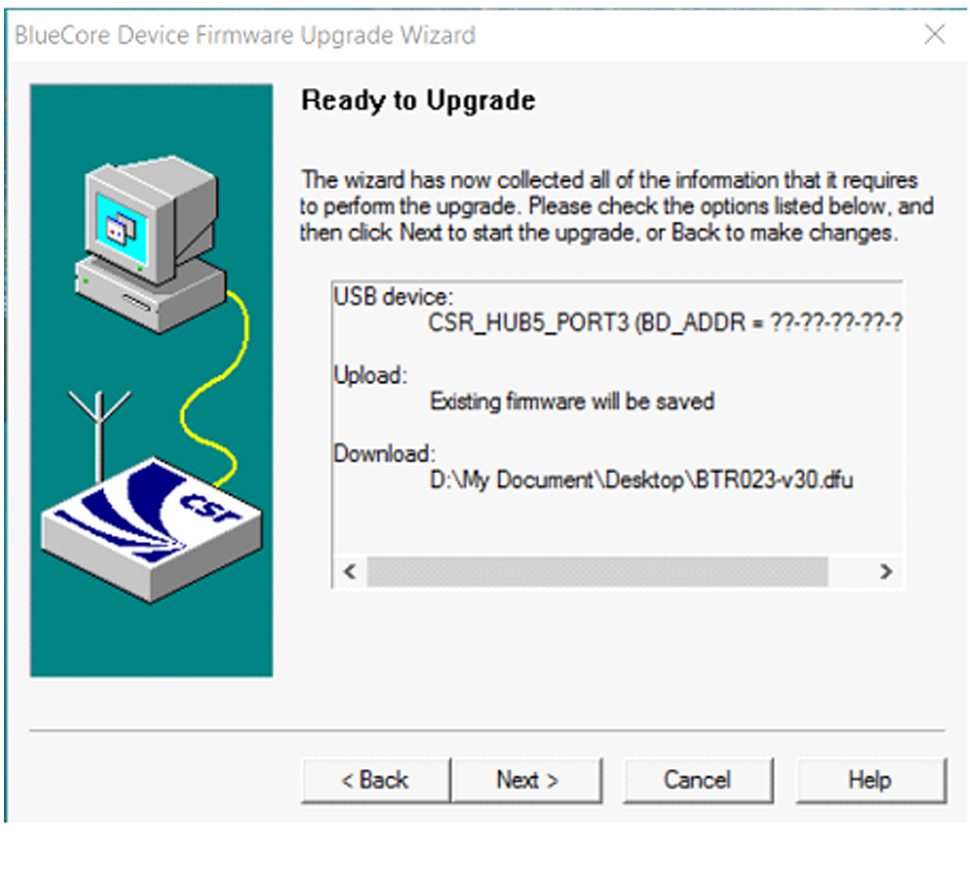 BlueCore Device Firmware Upgrade Wizard
Ready to Upgrade
The wizard has now collected all of the information that it requires
to perform the upgrade. Please check the options listed below, and
then click Next to start the upgrade, or Back to make changes.
USB device:
CSR_HUB5_PORT3 (BD_ADDR = ??-??-??-??-?
Upload:
Existing firmware will be saved
Download:
D:\My Document\Desktop\BTR023-v30.dfu
CSR
< Back
Next >
Cancel
Help